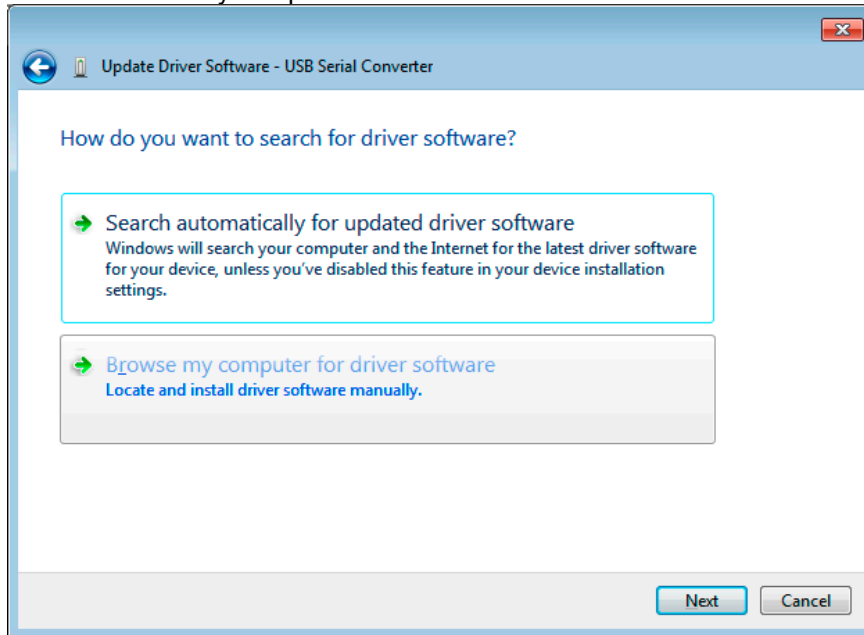 Update Driver Software - USB Serial Converter
How do you want to search for driver software?
Search automatically for updated driver software
Windows will search your computer and the Internet for the latest driver software
for your device, unless you've disabled this feature in your device installation
settings.
Browse my computer for driver software
Locate and install driver software manually.
Next Cancel